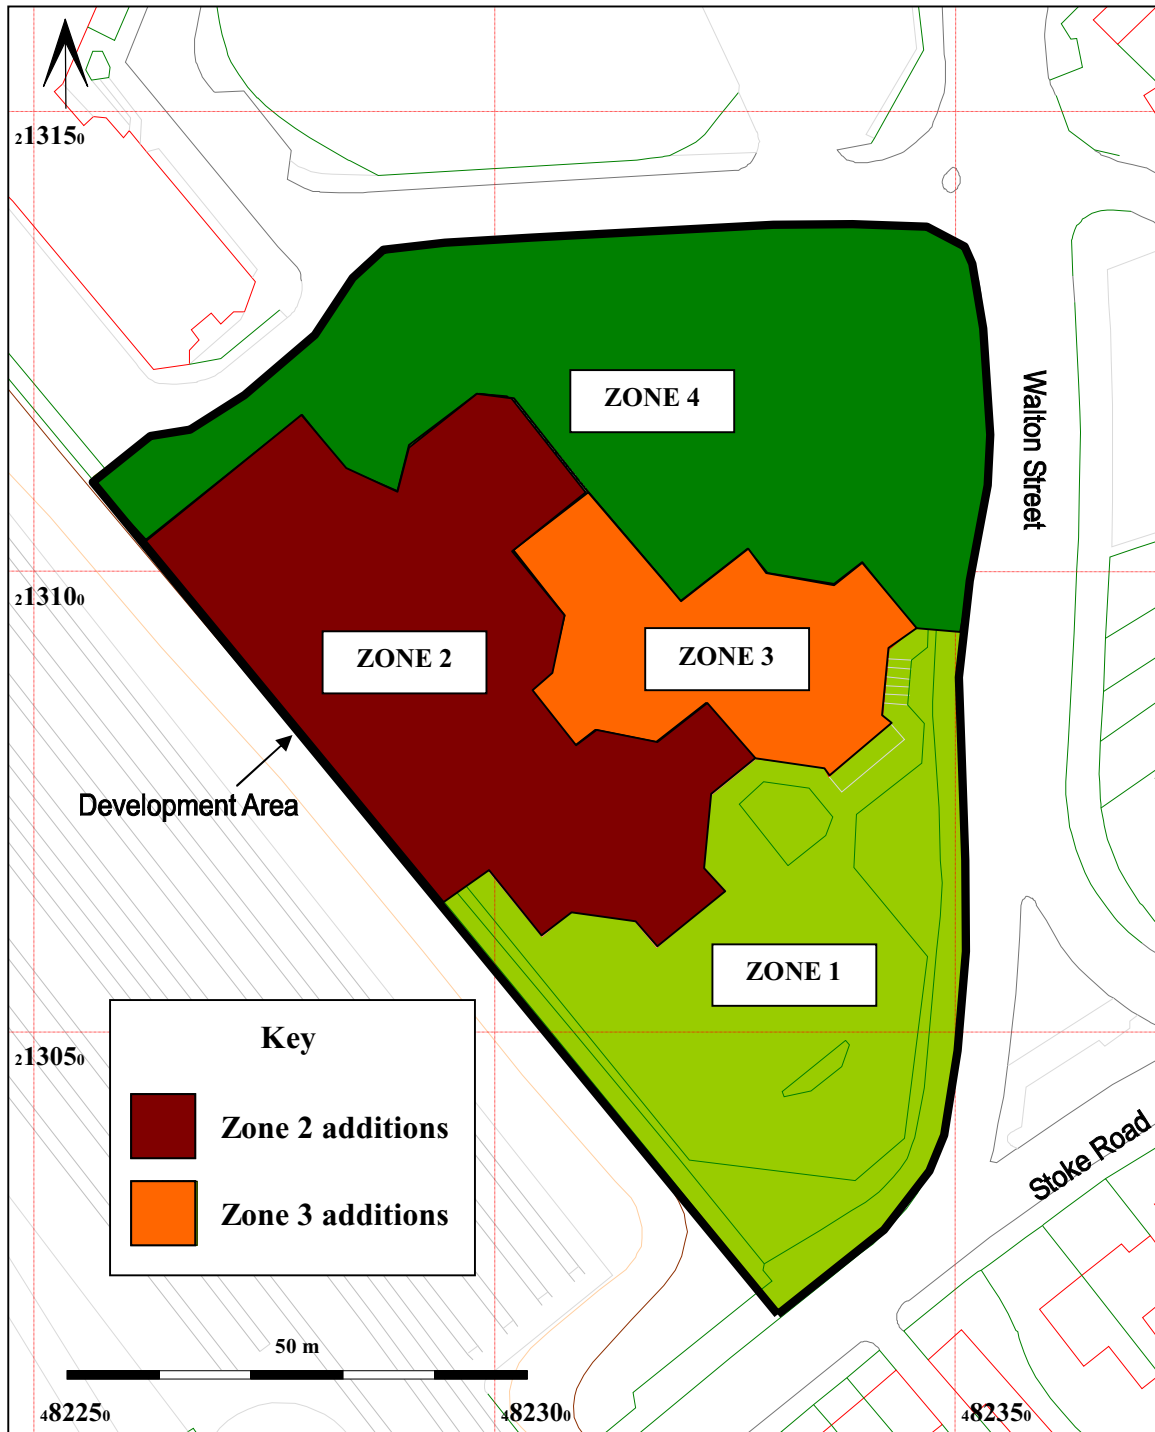 213150
ZONE 4
Walton Street
213100
ZONE 2
ZONE 3
Development Area
ZONE 1
213050
Key
Zone 2 additions
Zone 3 additions
Stoke Road
50 m
482250
482300
482350